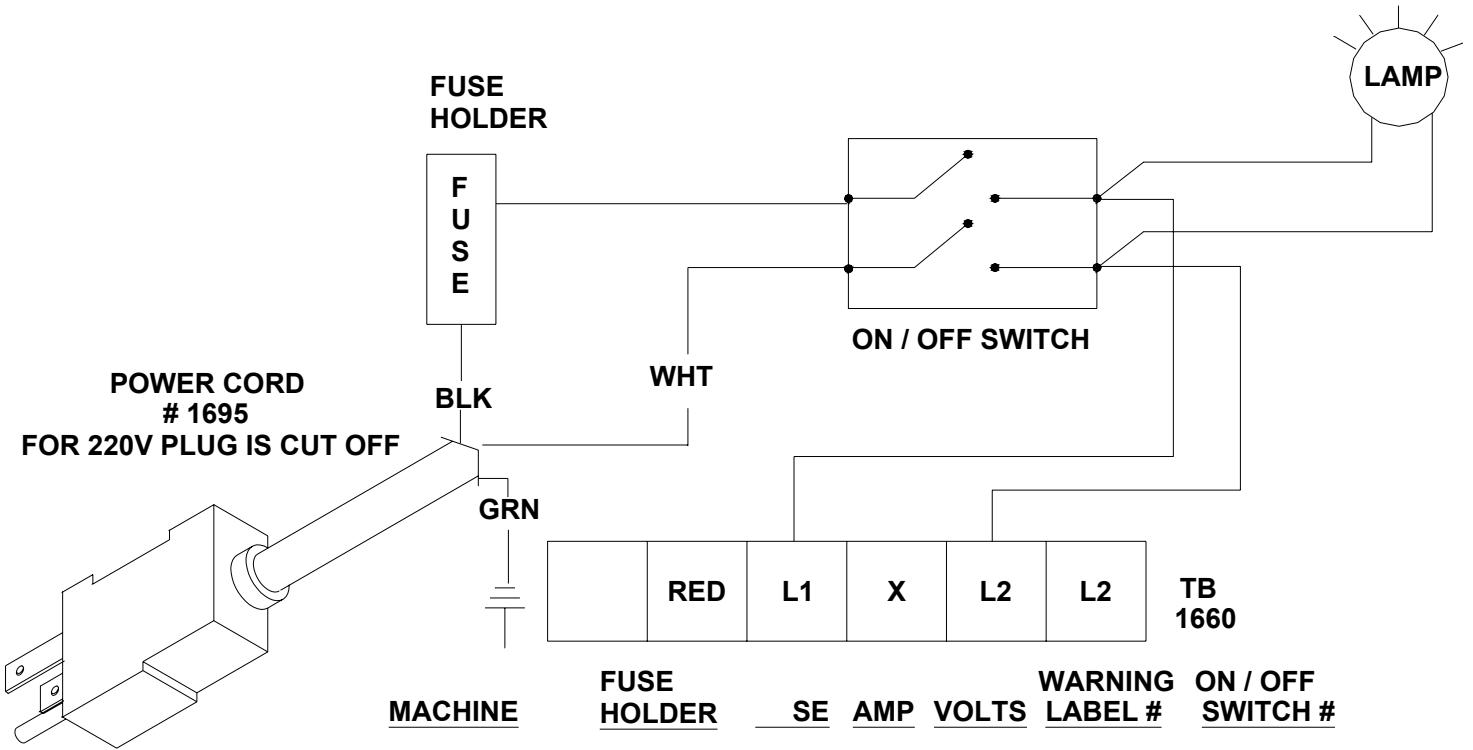 LAMP
FUSE
HOLDER
F
U
S
E
ON / OFF SWITCH
WHT
POWER CORD
# 1695
FOR 220V PLUG IS CUT OFF
BLK
GRN
RED L1 X L2 L2
TB
1660
MACHINE
FUSE
HOLDER
SE
AMP
VOLTS
WARNING
LABEL #
ON / OFF
SWITCH #